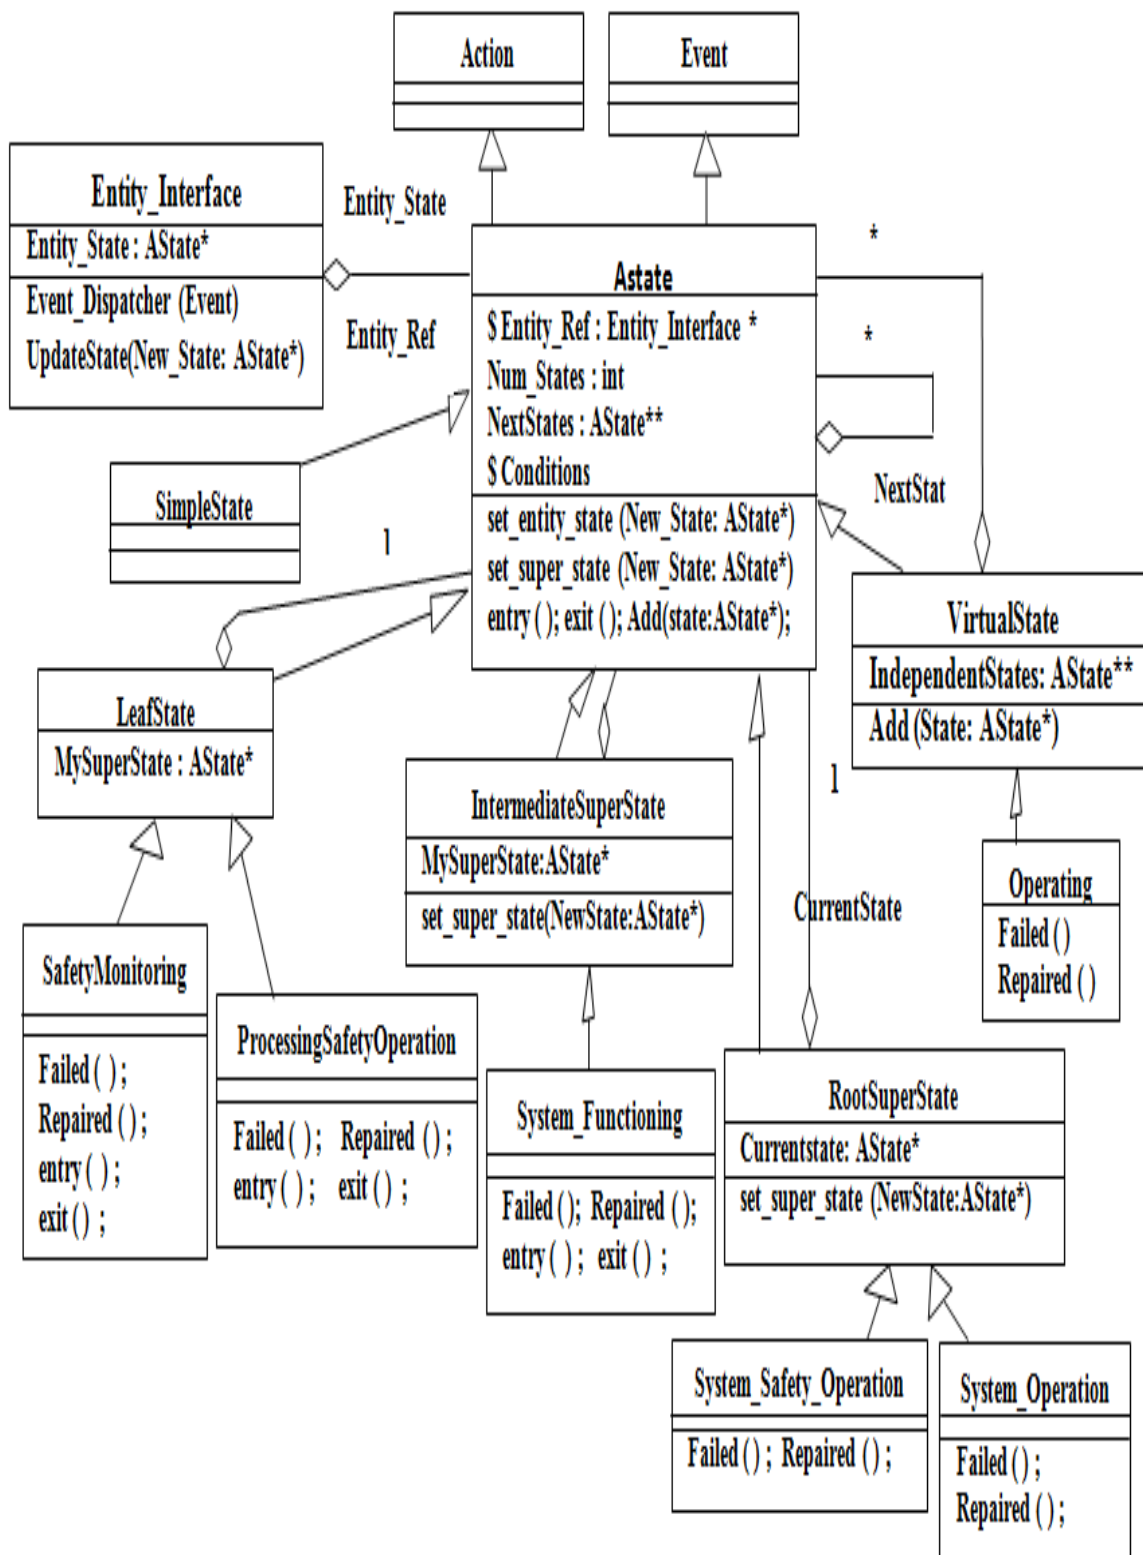 Action
Event
Entity_Interface
Entity_State : AState*
Event_Dispatcher (Event)
UpdateState(New_State: AState*)
Entity_State
Entity_Ref
Astate
$ Entity_Ref : Entity_Interface *
Num_States : int
NextStates : AState**
$ Conditions
set_entity_state (New_State: AState*)
set_super_state (New_State: AState*)
entry ( ); exit ( ); Add(state:AState*);
*
*
NextStat
SimpleState
1
VirtualState
IndependentStates: AState**
Add (State: AState*)
LeafState
MySuperState : AState*
IntermediateSuperState
MySuperState:AState*
set_super_state(NewState:AState*)
1
CurrentState
Operating
Failed ( )
Repaired ( )
SafetyMonitoring
Failed ( ) ;
Repaired ( ) ;
entry ( ) ;
exit ( ) ;
ProcessingSafetyOperation
Failed ( ) ; Repaired ( ) ;
entry ( ) ; exit ( ) ;
System_Functioning
Failed ( ); Repaired ( );
entry ( ) ; exit ( ) ;
RootSuperState
Currentstate: AState*
set_super_state (NewState:AState*)
System_Safety_Operation
Failed ( ) ; Repaired ( ) ;
System_Operation
Failed ( ) ;
Repaired ( ) ;